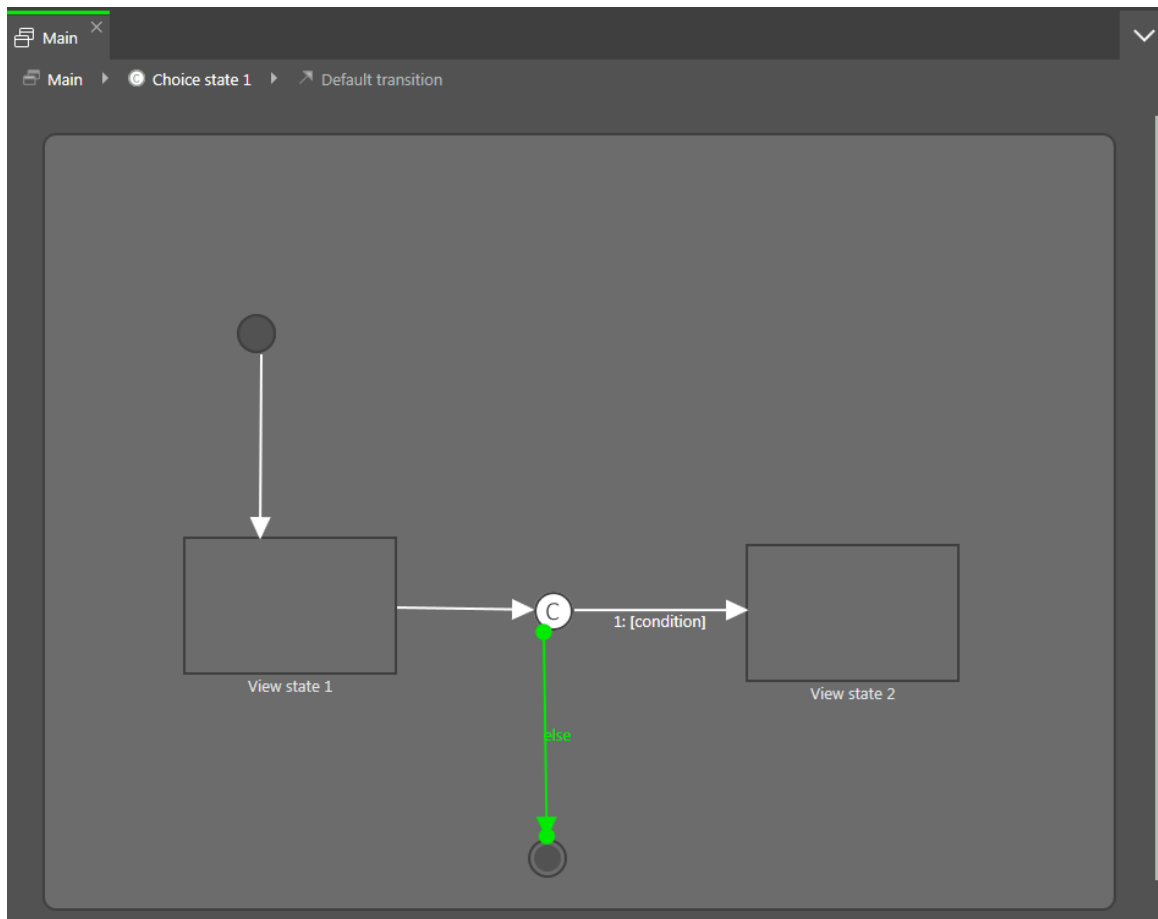 Main
Main Choice state 1 Default transition
C
1: [condition]
View state 1
View state 2
else